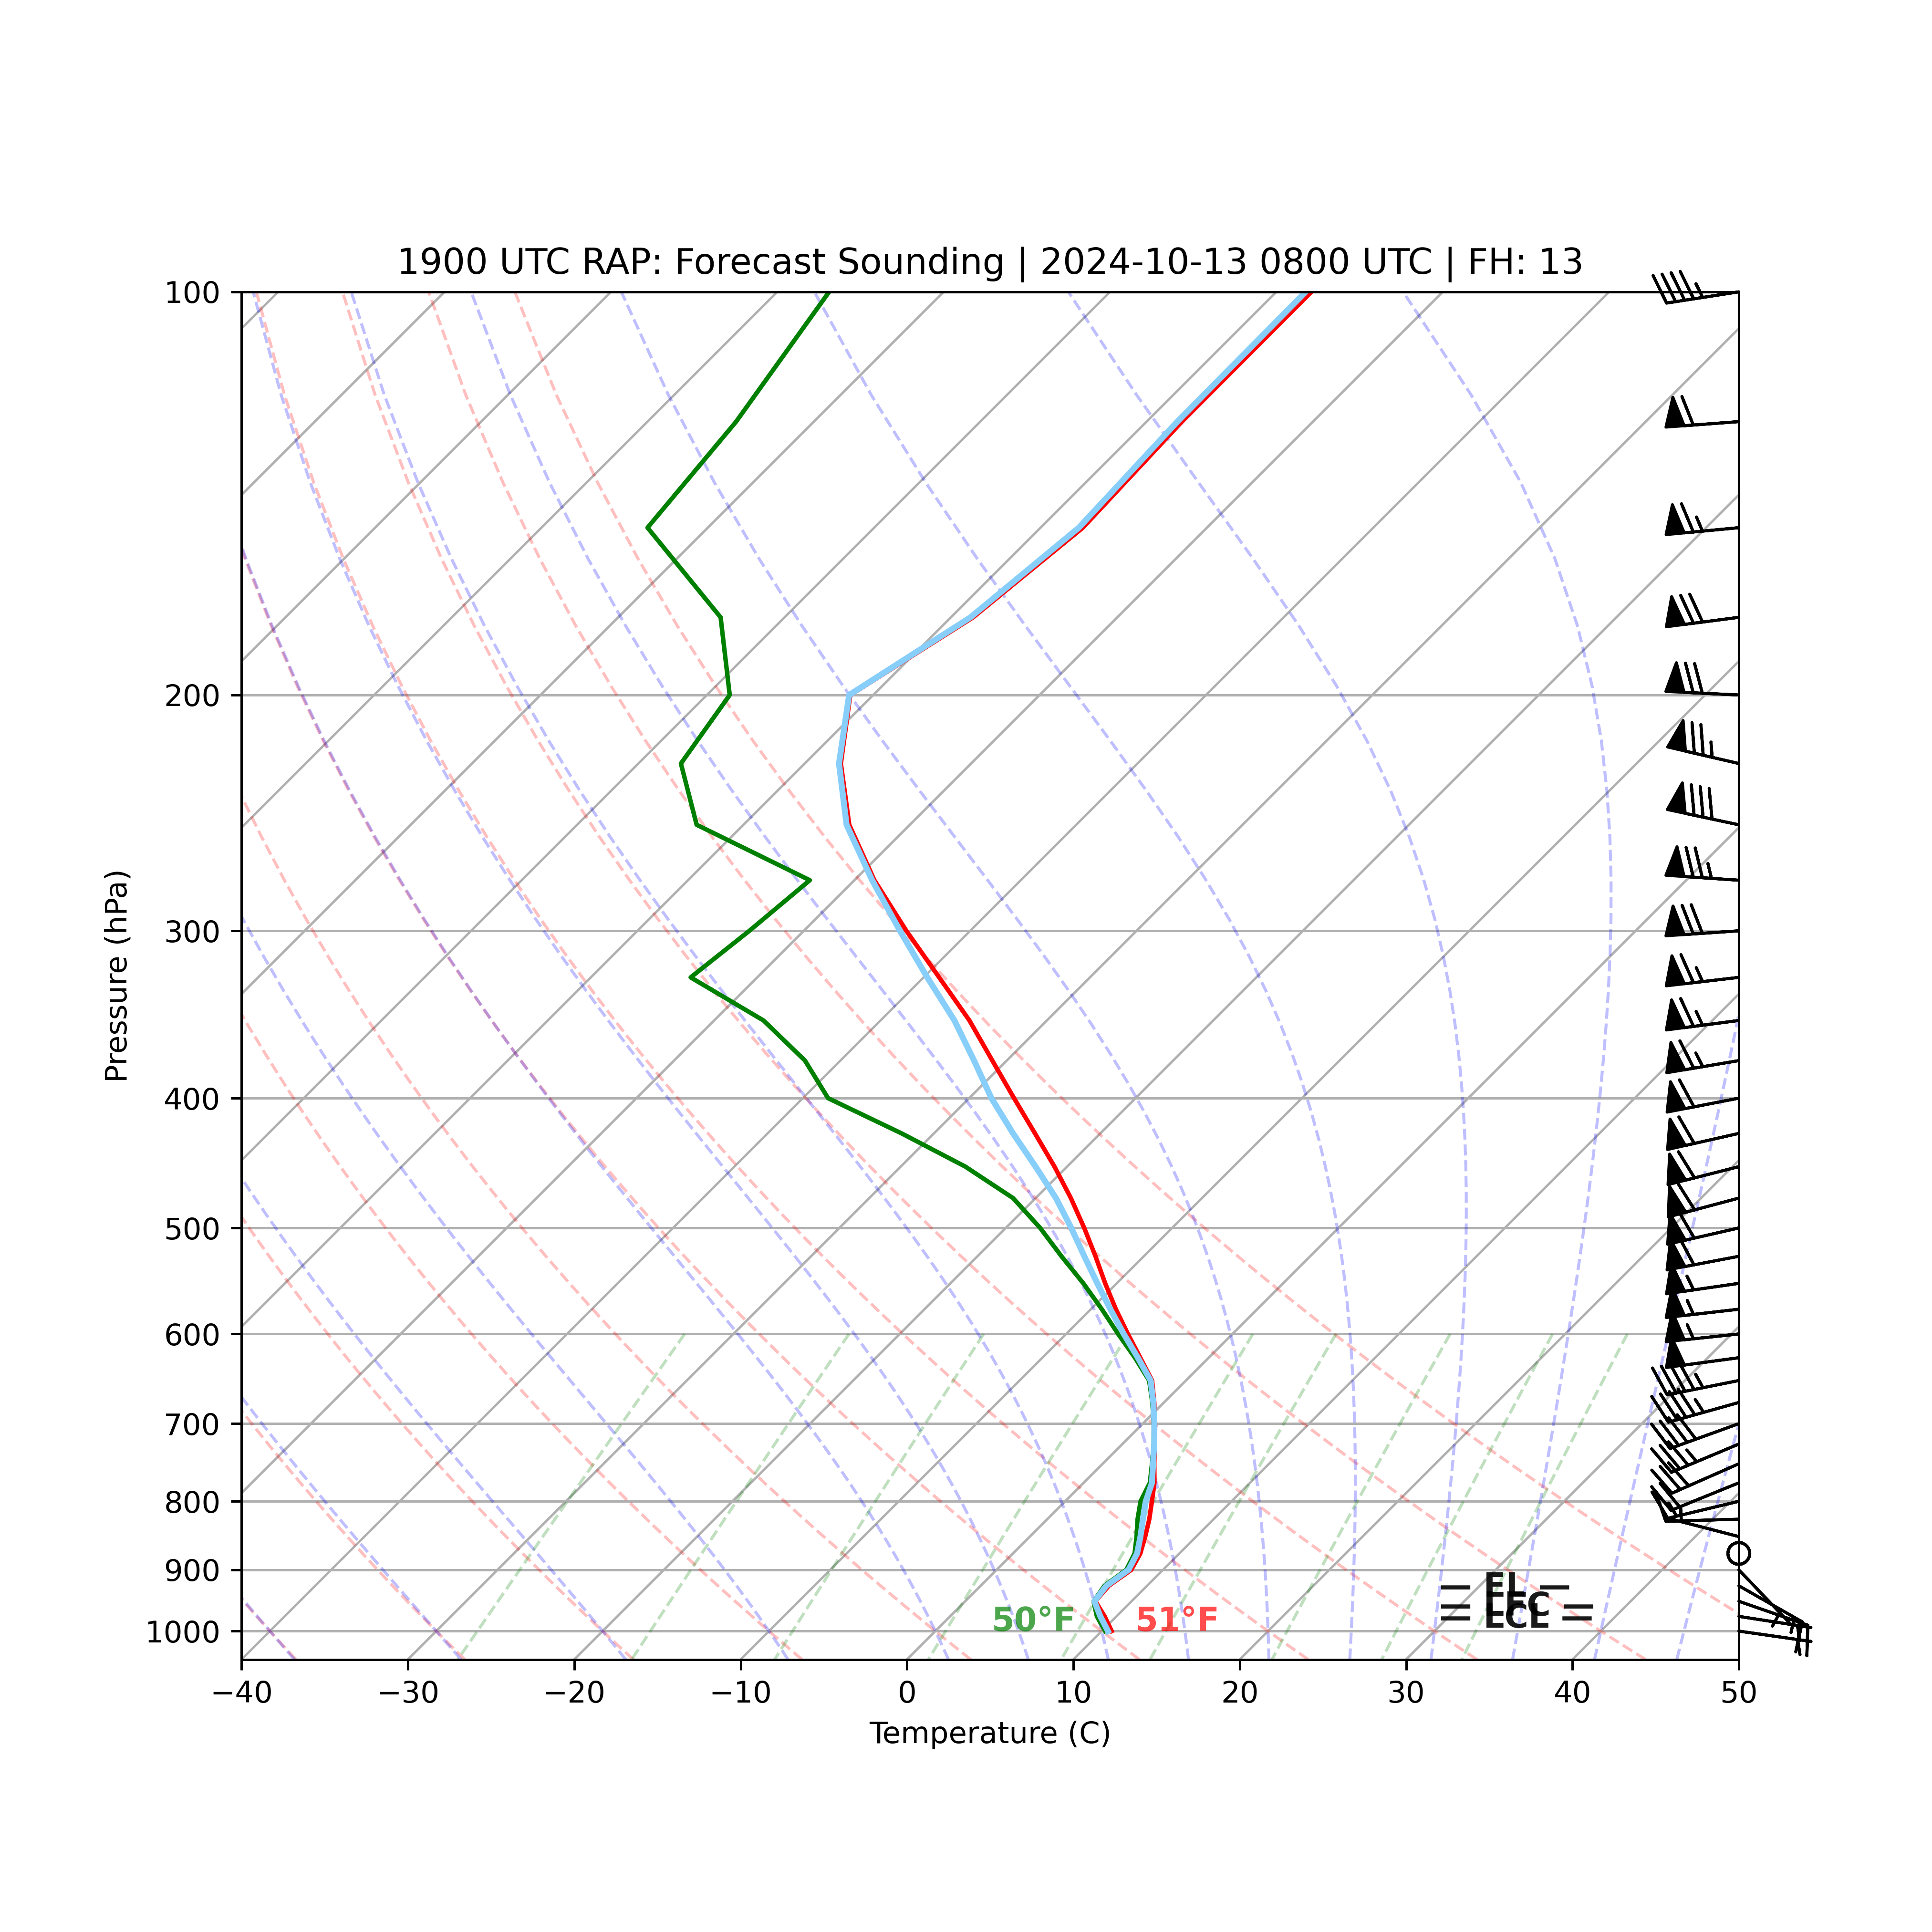 1900 UTC RAP: Forecast Sounding | 2024-10-13 0800 UTC | FH: 13
100
200
300
400
500
600
700
800
900
1000
Pressure (hPa)
EL
50°F 51°F
−40 −30 −20 −10 0 10 20 30 40 50
Temperature (C)